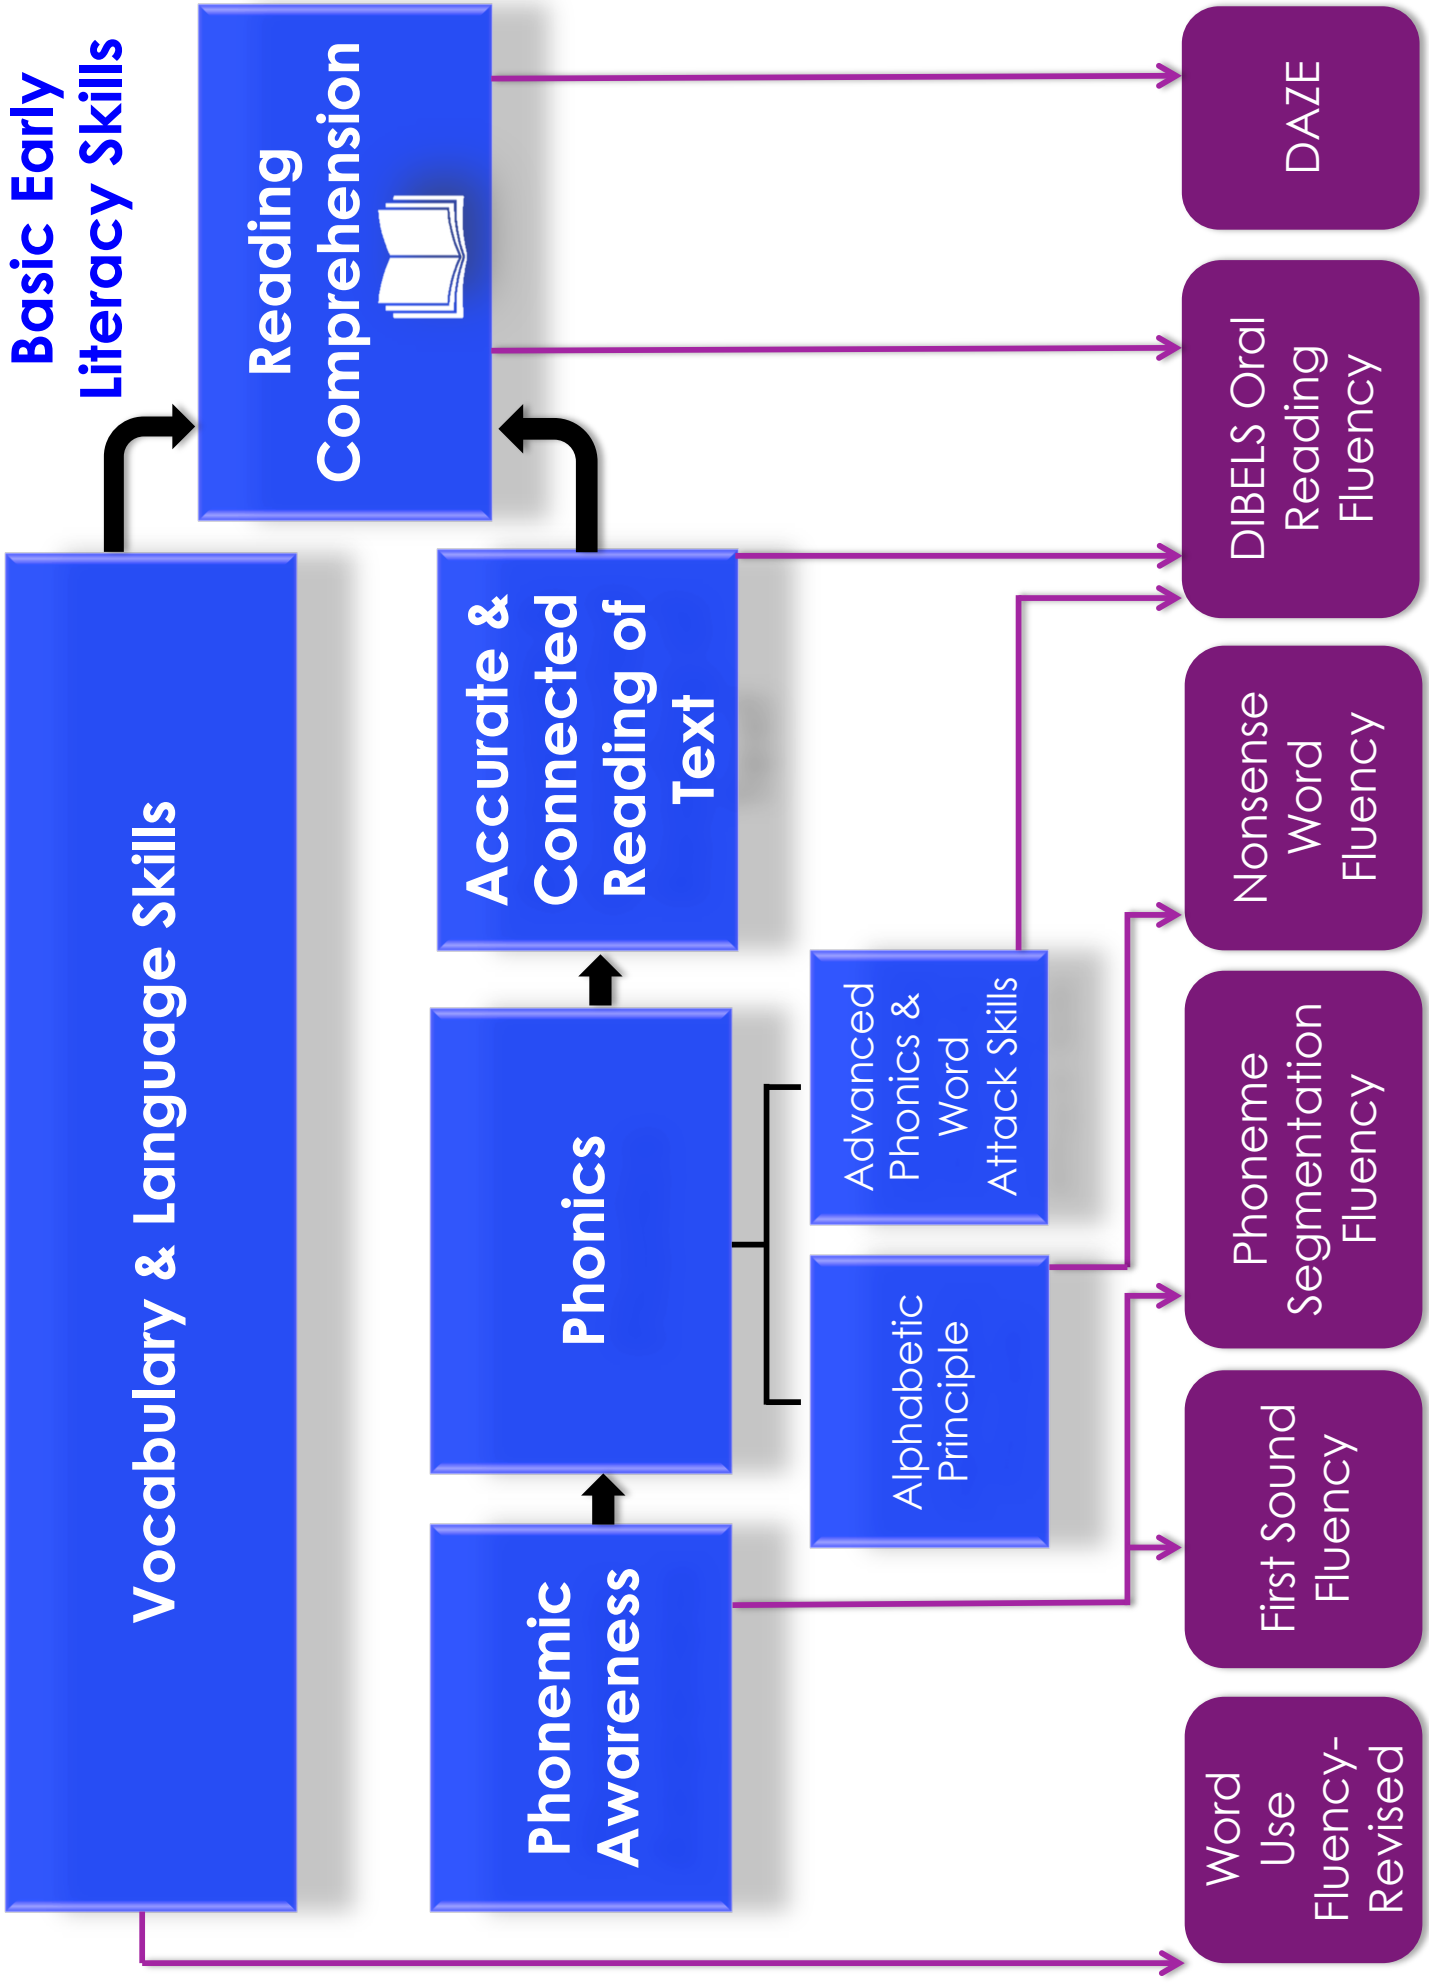 Basic Early
Literacy Skills
Vocabulary & Language Skills
Reading
Comprehension
Phonemic
Awareness
Phonics
Accurate &
Connected
Reading of
Text
Alphabetic
Principle
Advanced
Phonics &
Word
Attack Skills
Word
Use
Fluency-
Revised
First Sound
Fluency
Phoneme
Segmentation
Fluency
Nonsense
Word
Fluency
DIBELS Oral
Reading
Fluency
DAZE